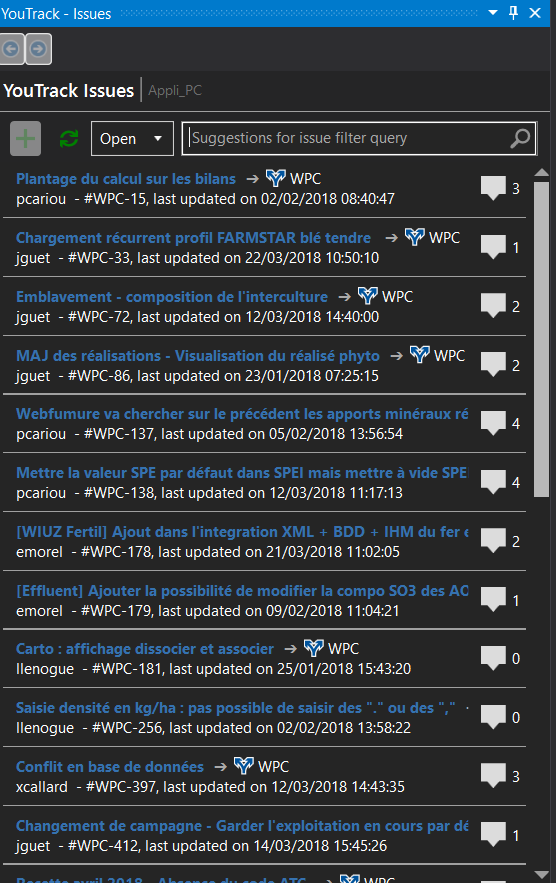 YouTrack - Issues
YouTrack Issues Appli_PC
Open Suggestions for issue filter query
Plantage du calcul sur les bilans → WPC
pcariou - #WPC-15, last updated on 02/02/2018 08:40:47 3
Chargement récurrent profil FARMSTAR blé tendre → WPC
jguet - #WPC-33, last updated on 22/03/2018 10:50:10 1
Emblavement - composition de l'interculture → WPC
jguet - #WPC-72, last updated on 12/03/2018 14:40:00 2
MAJ des réalisations - Visualisation du réalisé phyto → WPC
jguet - #WPC-86, last updated on 23/01/2018 07:25:15 2
Webfumure va chercher sur le précédent les apports minéraux ré
pcariou - #WPC-137, last updated on 05/02/2018 13:56:54 4
Mettre la valeur SPE par défaut dans SPEI mais mettre à vide SPEI
pcariou - #WPC-138, last updated on 12/03/2018 11:17:13 4
[WIUZ Fertil] Ajout dans l'integration XML + BDD + IHM du fer e
emorel - #WPC-178, last updated on 21/03/2018 11:02:05 2
[Effluent] Ajouter la possibilité de modifier la compo SO3 des AO
emorel - #WPC-179, last updated on 09/02/2018 11:04:21 1
Carto : affichage dissocier et associer → WPC
llenogue - #WPC-181, last updated on 25/01/2018 15:43:20 0
Saisie densité en kg/ha : pas possible de saisir des "." ou des ","
llenogue - #WPC-256, last updated on 02/02/2018 13:58:22 0
Conflit en base de données → WPC
xcallard - #WPC-397, last updated on 12/03/2018 14:43:35 3
Changement de campagne - Garder l'exploitation en cours par dé
jguet - #WPC-412, last updated on 14/03/2018 15:45:26 1
Recette avril 2018 - Absence du code ATC → WPC